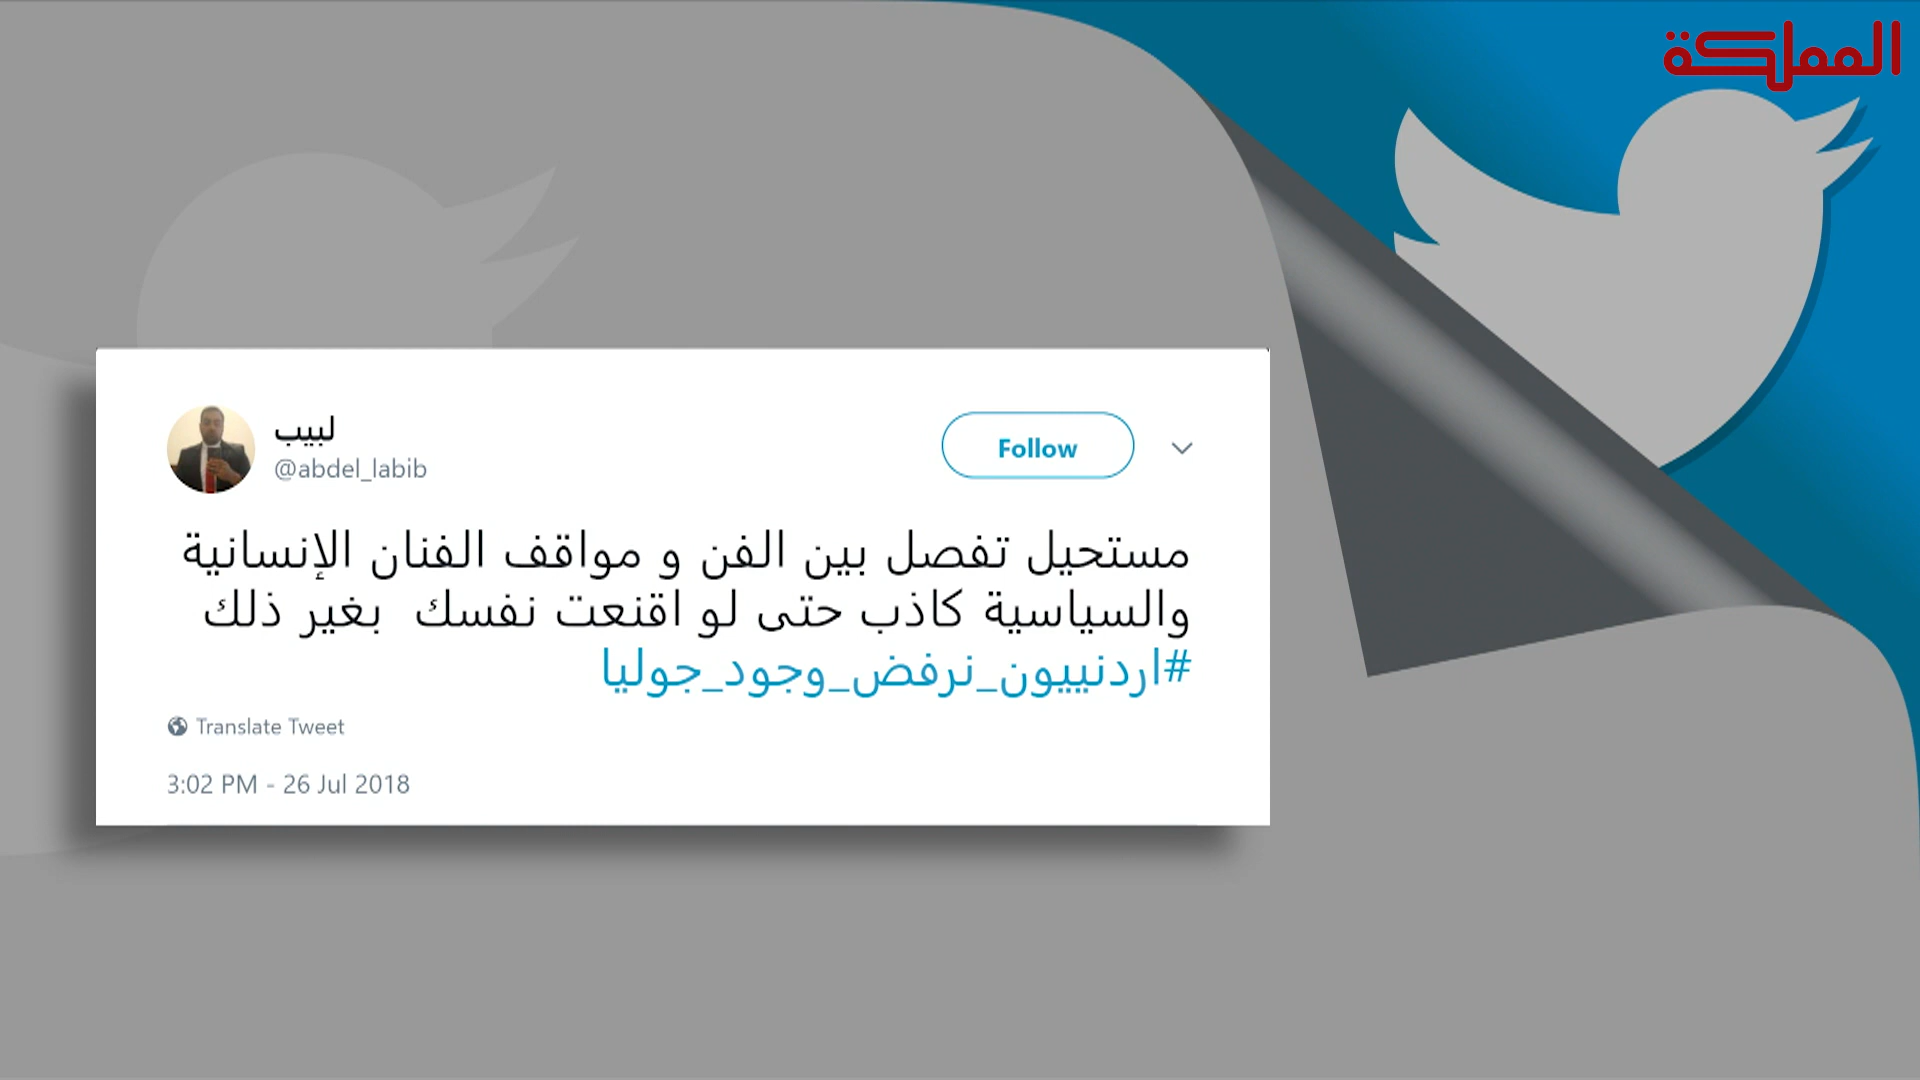 المملكة
لبيب
@abdel_labib
Follow
مستحيل تفصل بين الفن و مواقف الفنان الإنسانية
والسياسية كاذب حتى لو اقنعت نفسك  بغير ذلك
#اردنييون_نرفض_وجود_جوليا
Translate Tweet
3:02 PM - 26 Jul 2018